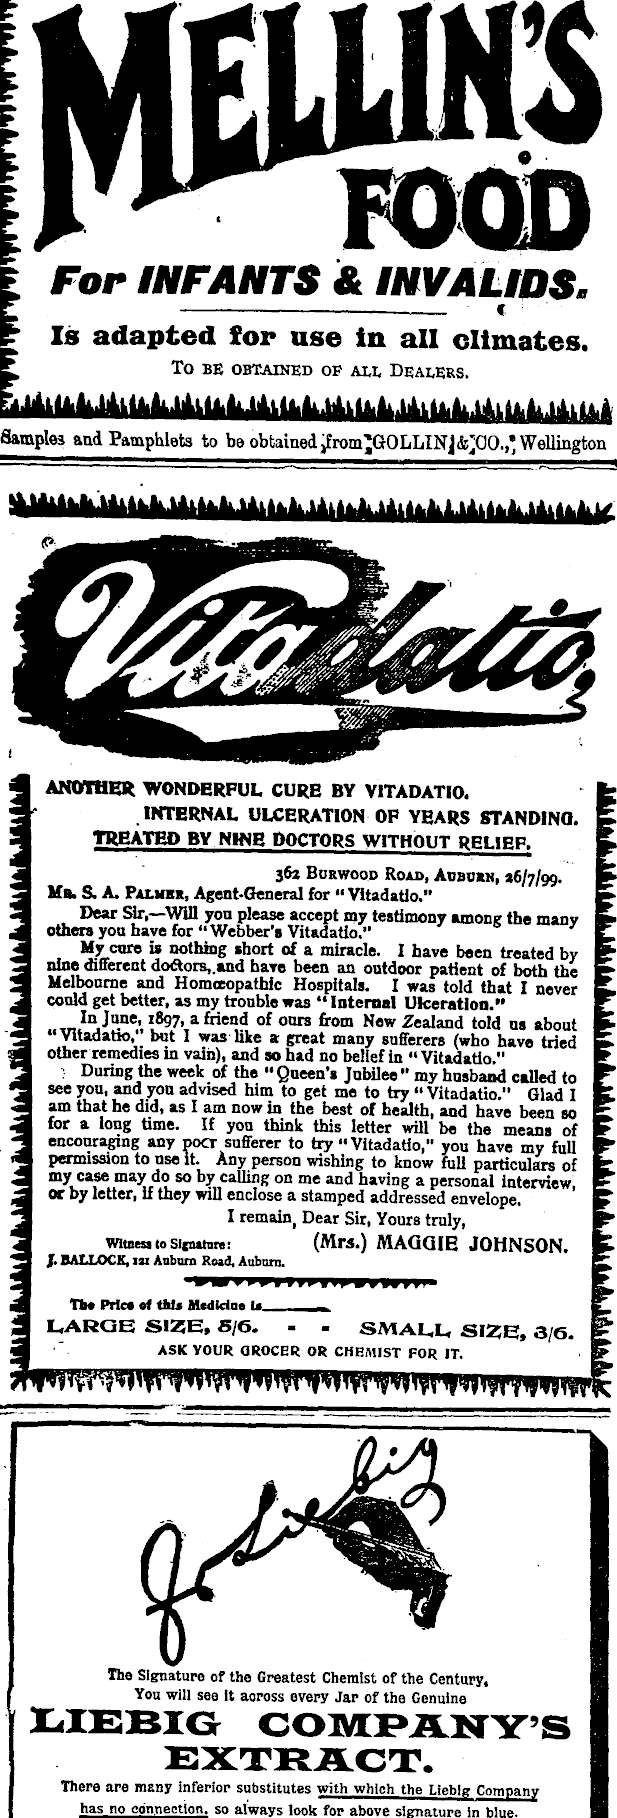 MELLIN'S
FOOD
For INFANTS & INVALIDS.
Is adapted for use in all climates.
TO BE OBTAINED OF ALL DEALERS.
Samples and Pamphlets to be obtained from GOLLIN & CO., Wellington
Vitadatio
ANOTHER WONDERFUL CURE BY VITADATIO.
INTERNAL ULCERATION OF YEARS STANDING.
TREATED BY NINE DOCTORS WITHOUT RELIEF.
362 BURWOOD ROAD, AUBURN, 26/7/99.
MR. S. A. PALMER, Agent-General for "Vitadatio."
Dear Sir,—Will you please accept my testimony among the many
others you have for "Webber's Vitadatio."
My cure is nothing short of a miracle. I have been treated by
nine different doctors, and have been an outdoor patient of both the
Melbourne and Homœopathic Hospitals. I was told that I never
could get better, as my trouble was "Internal Ulceration."
In June, 1897, a friend of ours from New Zealand told us about
"Vitadatio," but I was like a great many sufferers (who have tried
other remedies in vain), and so had no belief in "Vitadatio."
During the week of the "Queen's Jubilee" my husband called to
see you, and you advised him to get me to try "Vitadatio." Glad I
am that he did, as I am now in the best of health, and have been so
for a long time. If you think this letter will be the means of
encouraging any poor sufferer to try "Vitadatio," you have my full
permission to use it. Any person wishing to know full particulars of
my case may do so by calling on me and having a personal interview,
or by letter, if they will enclose a stamped addressed envelope.
I remain, Dear Sir, Yours truly,
Witness to Signature: (Mrs.) MAGGIE JOHNSON.
J. BALLOCK, 121 Auburn Road, Auburn.
The Price of this Medicine is
LARGE SIZE, 5/6. - - SMALL SIZE, 3/6.
ASK YOUR GROCER OR CHEMIST FOR IT.
J. Liebig
The Signature of the Greatest Chemist of the Century,
You will see it across every Jar of the Genuine
LIEBIG COMPANY'S
EXTRACT.
There are many inferior substitutes with which the Liebig Company
has no connection, so always look for above signature in blue.